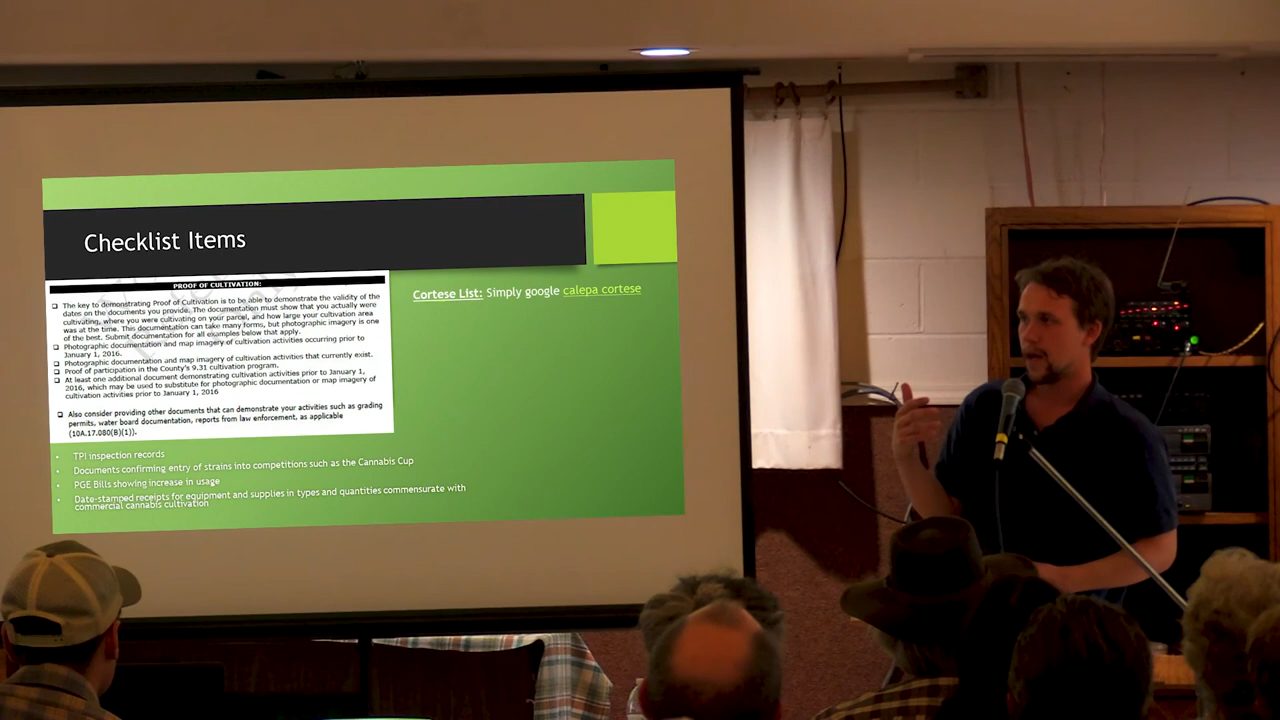 Checklist Items
PROOF OF CULTIVATION:
The key to demonstrating Proof of Cultivation is to be able to demonstrate the validity of the
dates on the documents you provide. The documentation must show that you actually were
cultivating, where you were cultivating on your parcel, and how large your cultivation area
was at the time. This documentation can take many forms, but photographic imagery is one
of the best. Submit documentation for all examples below that apply.
Photographic documentation and map imagery of cultivation activities occurring prior to
January 1, 2016.
Photographic documentation and map imagery of cultivation activities that currently exist.
Proof of participation in the County's 9.31 cultivation program.
At least one additional document demonstrating cultivation activities prior to January 1,
2016, which may be used to substitute for photographic documentation or map imagery of
cultivation activities prior to January 1, 2016
Also consider providing other documents that can demonstrate your activities such as grading
permits, water board documentation, reports from law enforcement, as applicable
(10A.17.080(B)(1)).
• TPI inspection records
• Documents confirming entry of strains into competitions such as the Cannabis Cup
• PGE Bills showing increase in usage
• Date-stamped receipts for equipment and supplies in types and quantities commensurate with
commercial cannabis cultivation
Cortese List: Simply google calepa cortese